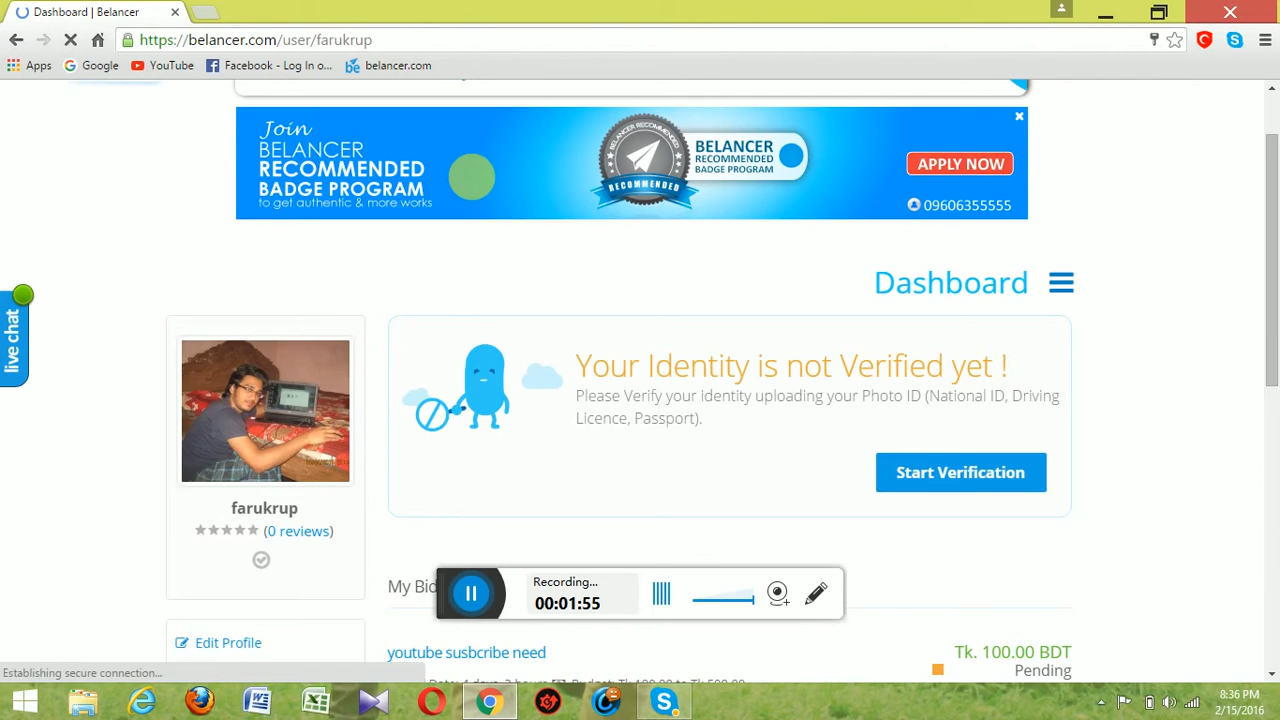 Dashboard | Belancer
https://belancer.com/user/farukrup
Apps
Google
YouTube
Facebook - Log In o...
be belancer.com
Join
BELANCER
RECOMMENDED
BADGE PROGRAM
to get authentic & more works
BELANCER RECOMMENDED
RECOMMENDED
BELANCER
RECOMMENDED
BADGE PROGRAM
APPLY NOW
09606355555
Dashboard
live chat
Your Identity is not Verified yet !
Please Verify your identity uploading your Photo ID (National ID, Driving
Licence, Passport).
Start Verification
farukrup
(0 reviews)
My Bid
Recording...
00:01:55
Edit Profile
youtube susbcribe need
Tk. 100.00 BDT
Pending
Establishing secure connection...
8:36 PM
2/15/2016